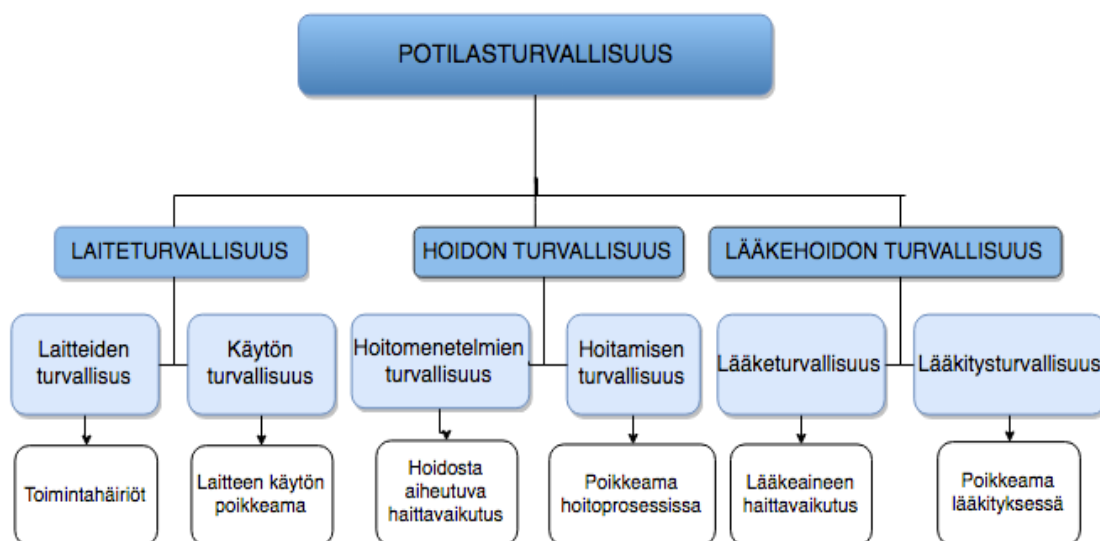 POTILASTURVALLISUUS
LAITETURVALLISUUS
HOIDON TURVALLISUUS
LÄÄKEHOIDON TURVALLISUUS
Laitteiden
turvallisus
Käytön
turvallisuus
Hoitomenetelmien
turvallisuus
Hoitamisen
turvallisuus
Lääketurvallisuus
Lääkitysturvallisuus
Toimintahäiriöt
Laitteen käytön
poikkeama
Hoidosta
aiheutuva
haittavaikutus
Poikkeama
hoitoprosessissa
Lääkeaineen
haittavaikutus
Poikkeama
lääkityksessä